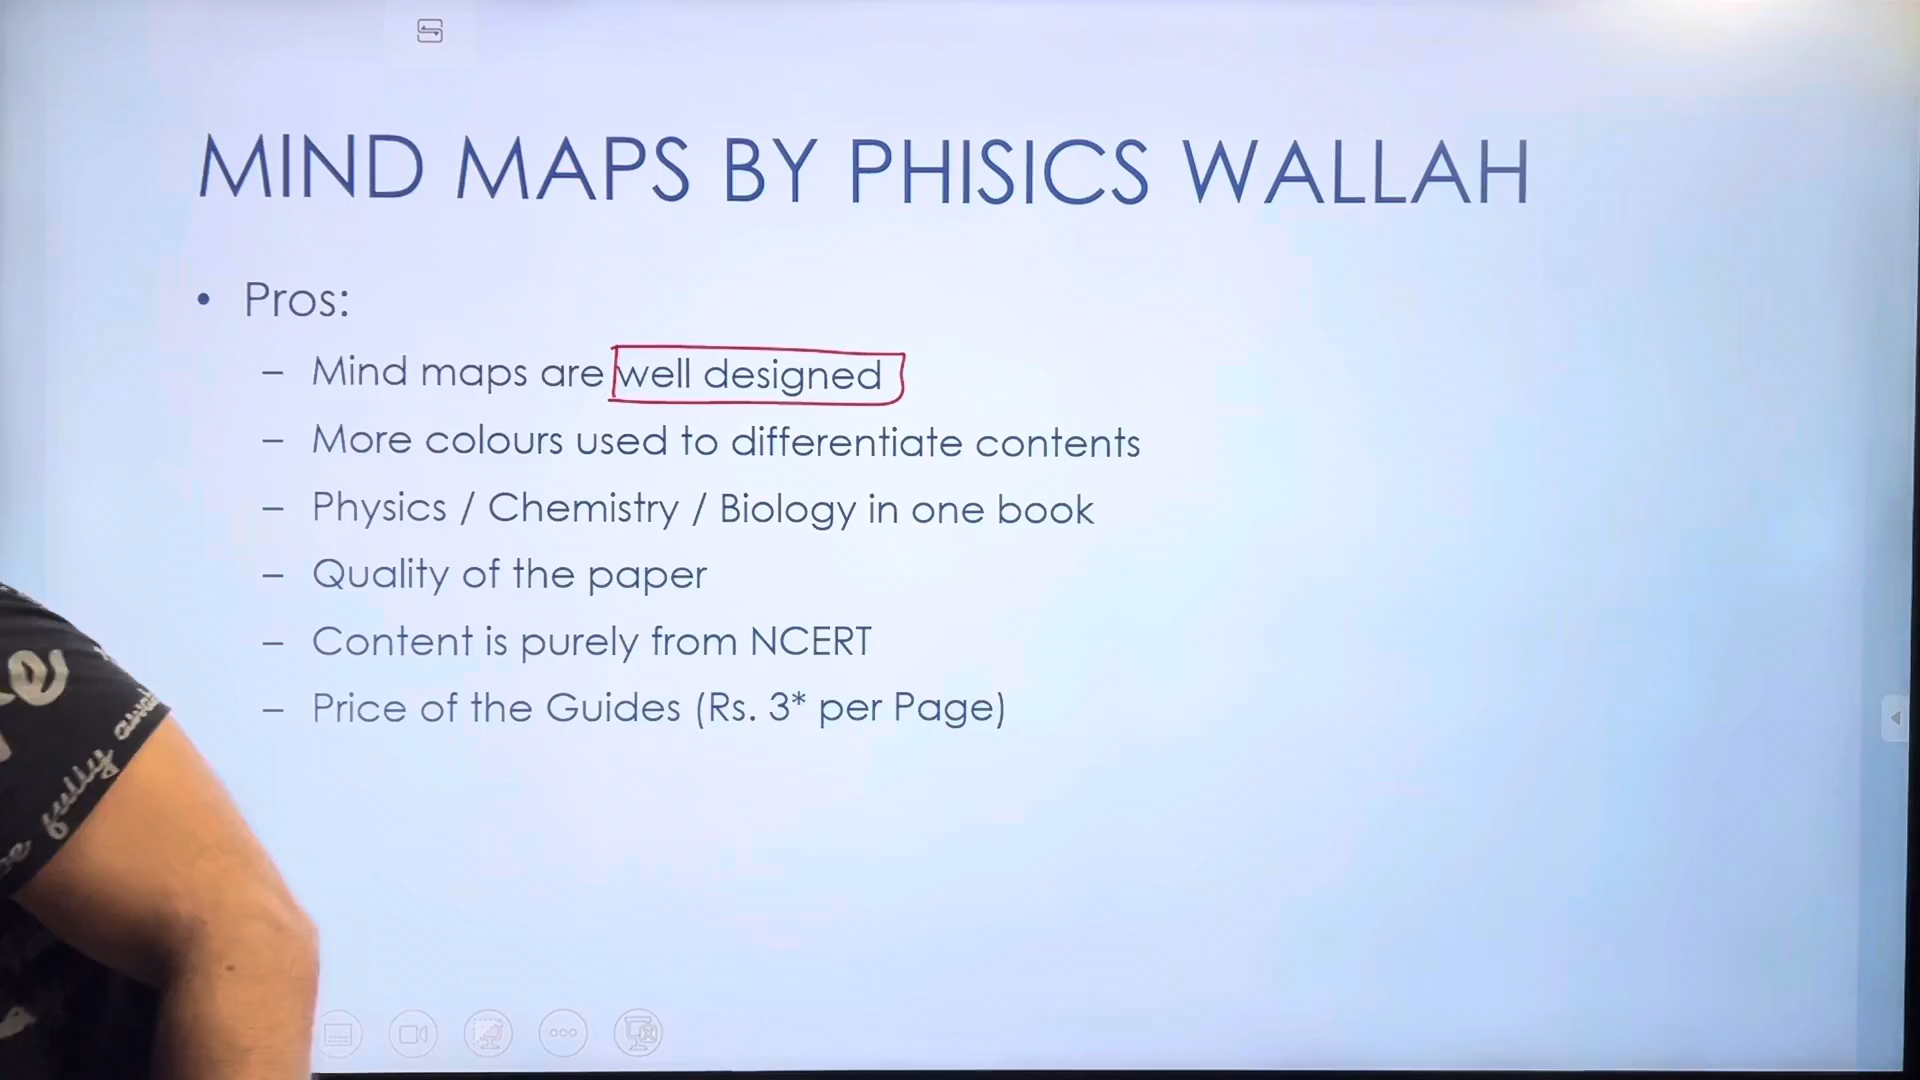 MIND MAPS BY PHISICS WALLAH
• Pros:
– Mind maps are well designed
– More colours used to differentiate contents
– Physics / Chemistry / Biology in one book
– Quality of the paper
– Content is purely from NCERT
– Price of the Guides (Rs. 3* per Page)
fully